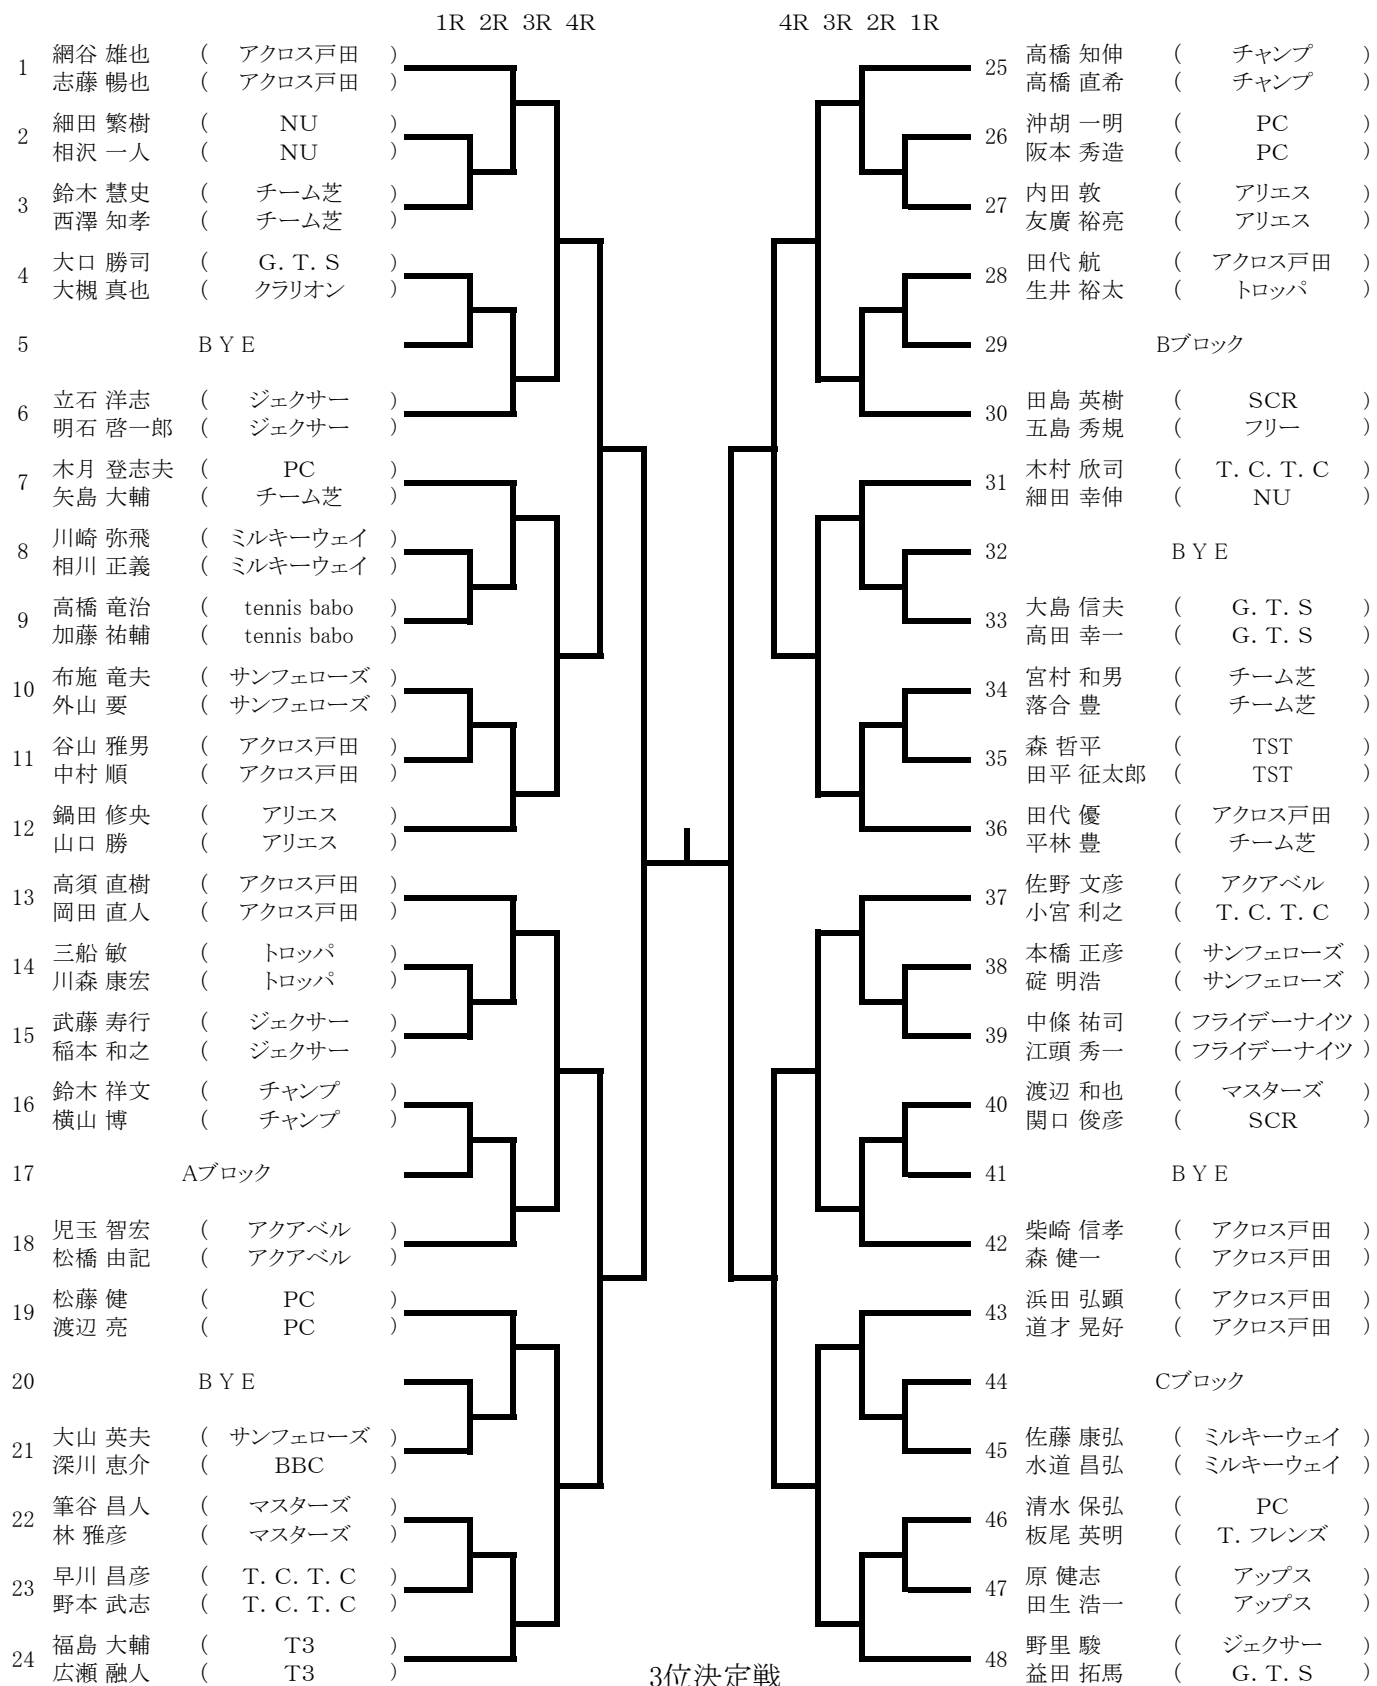 1R 2R 3R 4R
4R 3R 2R 1R
1
網谷 雄也 ( アクロス戸田 )
志藤 暢也 ( アクロス戸田 )
2
細田 繁樹 ( NU )
相沢 一人 ( NU )
3
鈴木 慧史 ( チーム芝 )
西澤 知孝 ( チーム芝 )
4
大口 勝司 ( G. T. S )
大槻 真也 ( クラリオン )
5 B Y E
6
立石 洋志 ( ジェクサー )
明石 啓一郎 ( ジェクサー )
7
木月 登志夫 ( PC )
矢島 大輔 ( チーム芝 )
8
川崎 弥飛 ( ミルキーウェイ )
相川 正義 ( ミルキーウェイ )
9
高橋 竜治 ( tennis babo )
加藤 祐輔 ( tennis babo )
10
布施 竜夫 ( サンフェローズ )
外山 要 ( サンフェローズ )
11
谷山 雅男 ( アクロス戸田 )
中村 順 ( アクロス戸田 )
12
鍋田 修央 ( アリエス )
山口 勝 ( アリエス )
13
高須 直樹 ( アクロス戸田 )
岡田 直人 ( アクロス戸田 )
14
三船 敏 ( トロッパ )
川森 康宏 ( トロッパ )
15
武藤 寿行 ( ジェクサー )
稲本 和之 ( ジェクサー )
16
鈴木 祥文 ( チャンプ )
横山 博 ( チャンプ )
17 Aブロック
18
児玉 智宏 ( アクアベル )
松橋 由記 ( アクアベル )
19
松藤 健 ( PC )
渡辺 亮 ( PC )
20 B Y E
21
大山 英夫 ( サンフェローズ )
深川 恵介 ( BBC )
22
筆谷 昌人 ( マスターズ )
林 雅彦 ( マスターズ )
23
早川 昌彦 ( T. C. T. C )
野本 武志 ( T. C. T. C )
24
福島 大輔 ( T3 )
広瀬 融人 ( T3 )
25
高橋 知伸 ( チャンプ )
高橋 直希 ( チャンプ )
26
沖胡 一明 ( PC )
阪本 秀造 ( PC )
27
内田 敦 ( アリエス )
友廣 裕亮 ( アリエス )
28
田代 航 ( アクロス戸田 )
生井 裕太 ( トロッパ )
29 Bブロック
30
田島 英樹 ( SCR )
五島 秀規 ( フリー )
31
木村 欣司 ( T. C. T. C )
細田 幸伸 ( NU )
32 B Y E
33
大島 信夫 ( G. T. S )
高田 幸一 ( G. T. S )
34
宮村 和男 ( チーム芝 )
落合 豊 ( チーム芝 )
35
森 哲平 ( TST )
田平 征太郎 ( TST )
36
田代 優 ( アクロス戸田 )
平林 豊 ( チーム芝 )
37
佐野 文彦 ( アクアベル )
小宮 利之 ( T. C. T. C )
38
本橋 正彦 ( サンフェローズ )
碇 明浩 ( サンフェローズ )
39
中條 祐司 ( フライデーナイツ )
江頭 秀一 ( フライデーナイツ )
40
渡辺 和也 ( マスターズ )
関口 俊彦 ( SCR )
41 B Y E
42
柴崎 信孝 ( アクロス戸田 )
森 健一 ( アクロス戸田 )
43
浜田 弘顕 ( アクロス戸田 )
道才 晃好 ( アクロス戸田 )
44 Cブロック
45
佐藤 康弘 ( ミルキーウェイ )
水道 昌弘 ( ミルキーウェイ )
46
清水 保弘 ( PC )
板尾 英明 ( T. フレンズ )
47
原 健志 ( アップス )
田生 浩一 ( アップス )
48
野里 駿 ( ジェクサー )
益田 拓馬 ( G. T. S )
3位決定戦